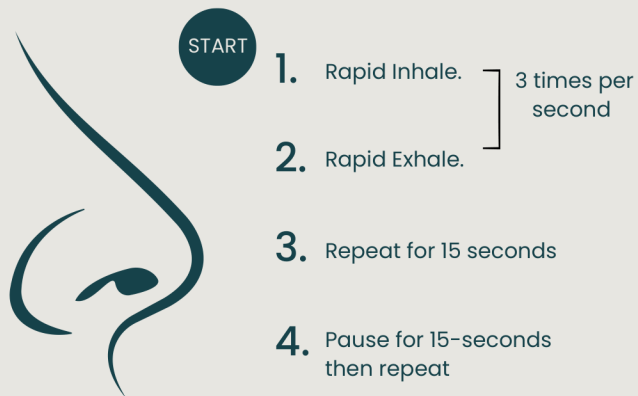 START
1. Rapid Inhale.
3 times per
second
2. Rapid Exhale.
3. Repeat for 15 seconds
4. Pause for 15-seconds
then repeat